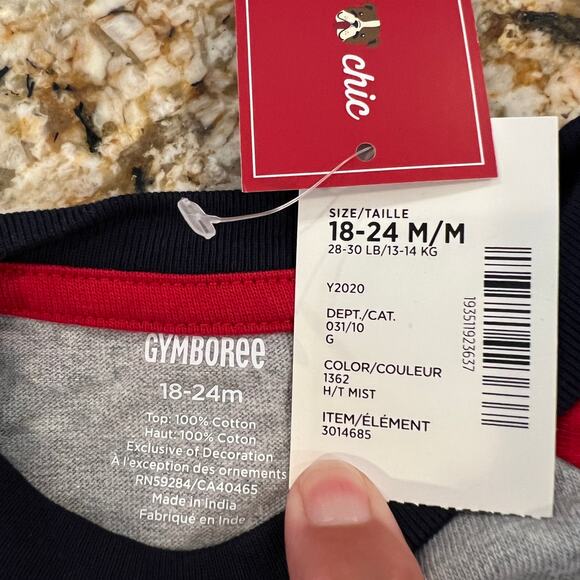 chic
SIZE/TAILLE
18-24 M/M
28-30 LB/13-14 KG
Y2020
DEPT./CAT.
031/10
G
COLOR/COULEUR
1362
H/T MIST
ITEM/ÉLÉMENT
3014685
193511923637
GYMBOREE
18-24m
Top: 100% Cotton
Haut: 100% Coton
Exclusive of Decoration
À l'exception des ornements
RN59284/CA40465
Made in India
Fabriqué en Inde